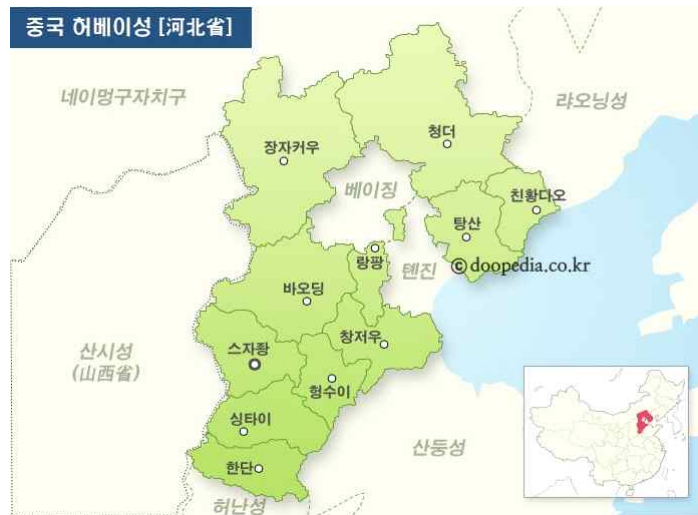 중국 허베이성 [河北省]
네이멍구자치구
랴오닝성
청더
장자커우
베이징
친황다오
탕산
랑팡
톈진
©doopedia.co.kr
바오딩
창저우
스자좡
산시성
(山西省)
헝수이
싱타이
산둥성
한단
허난성